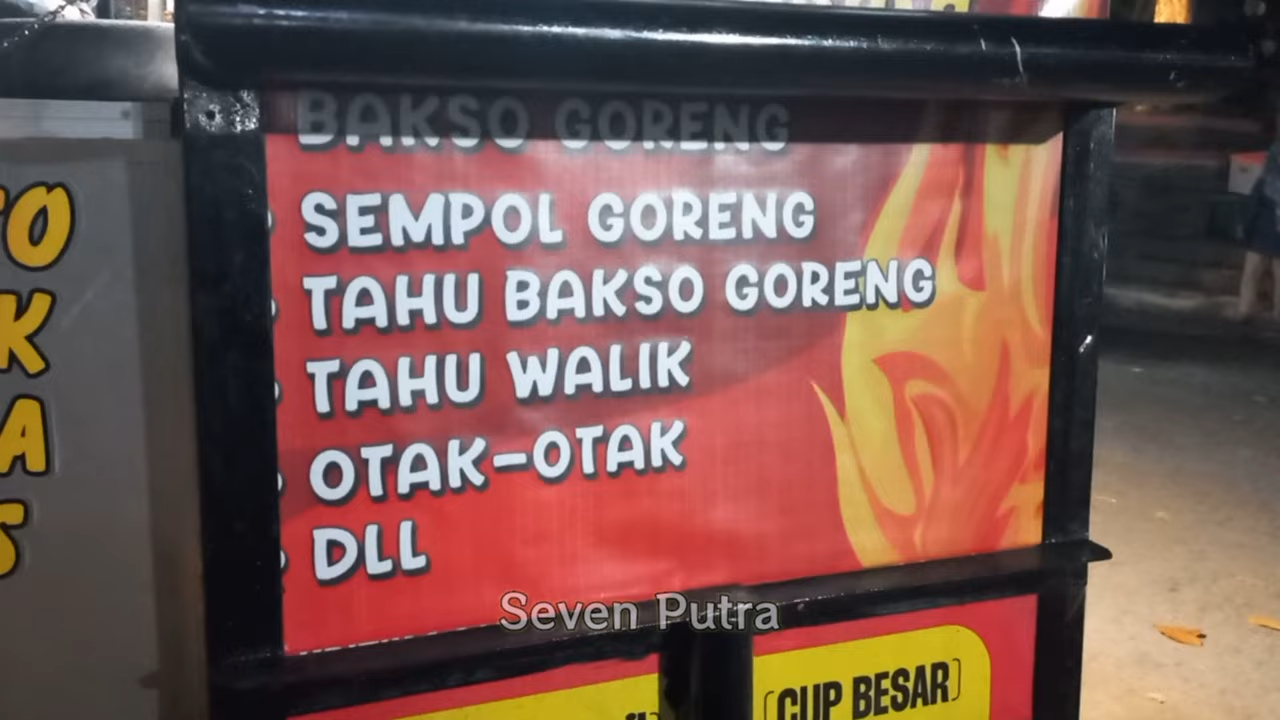 BAKSO GORENG
SEMPOL GORENG
TAHU BAKSO GORENG
TAHU WALIK
OTAK-OTAK
DLL
Seven Putra
[CUP BESAR]